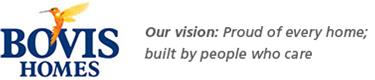 BOVIS
HOMES
Our vision: Proud of every home;
built by people who care